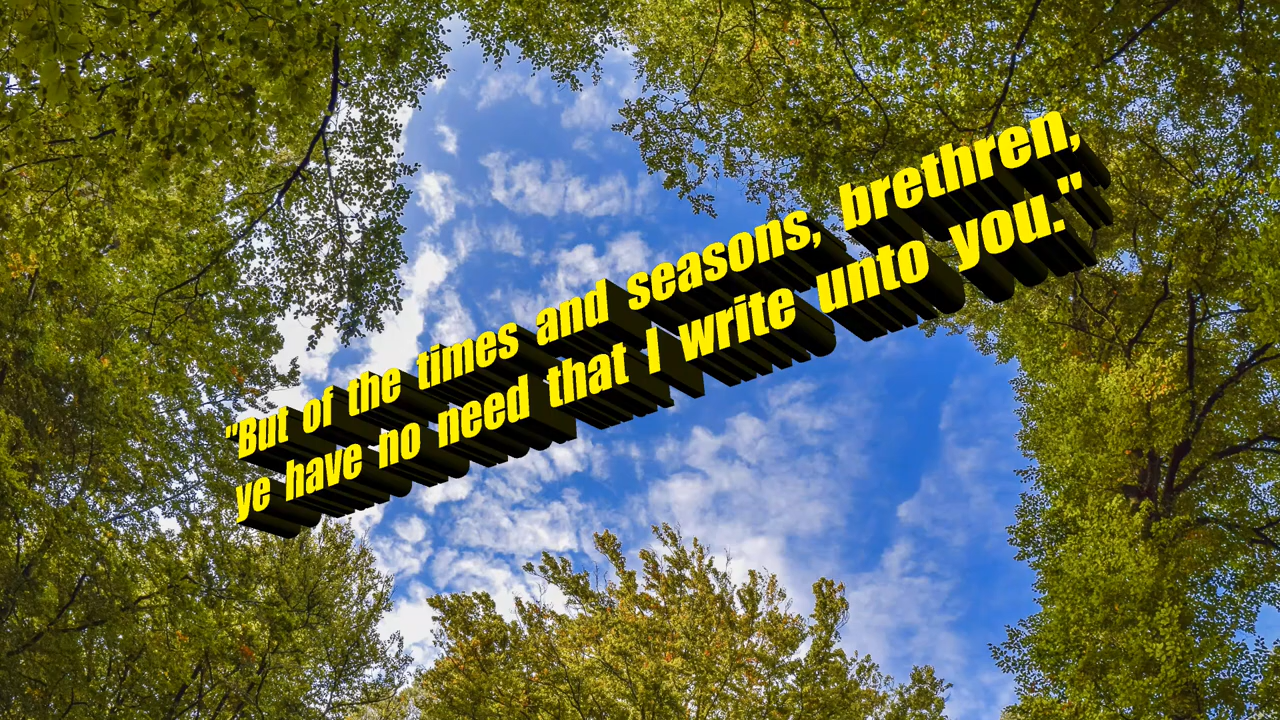 "But of the times and seasons, brethren,
ye have no need that I write unto you."